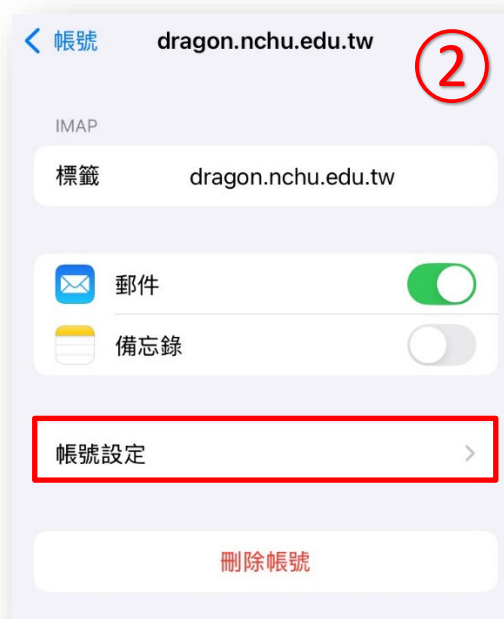 帳號 dragon.nchu.edu.tw ②
IMAP
標籤 dragon.nchu.edu.tw
郵件
備忘錄
帳號設定
刪除帳號